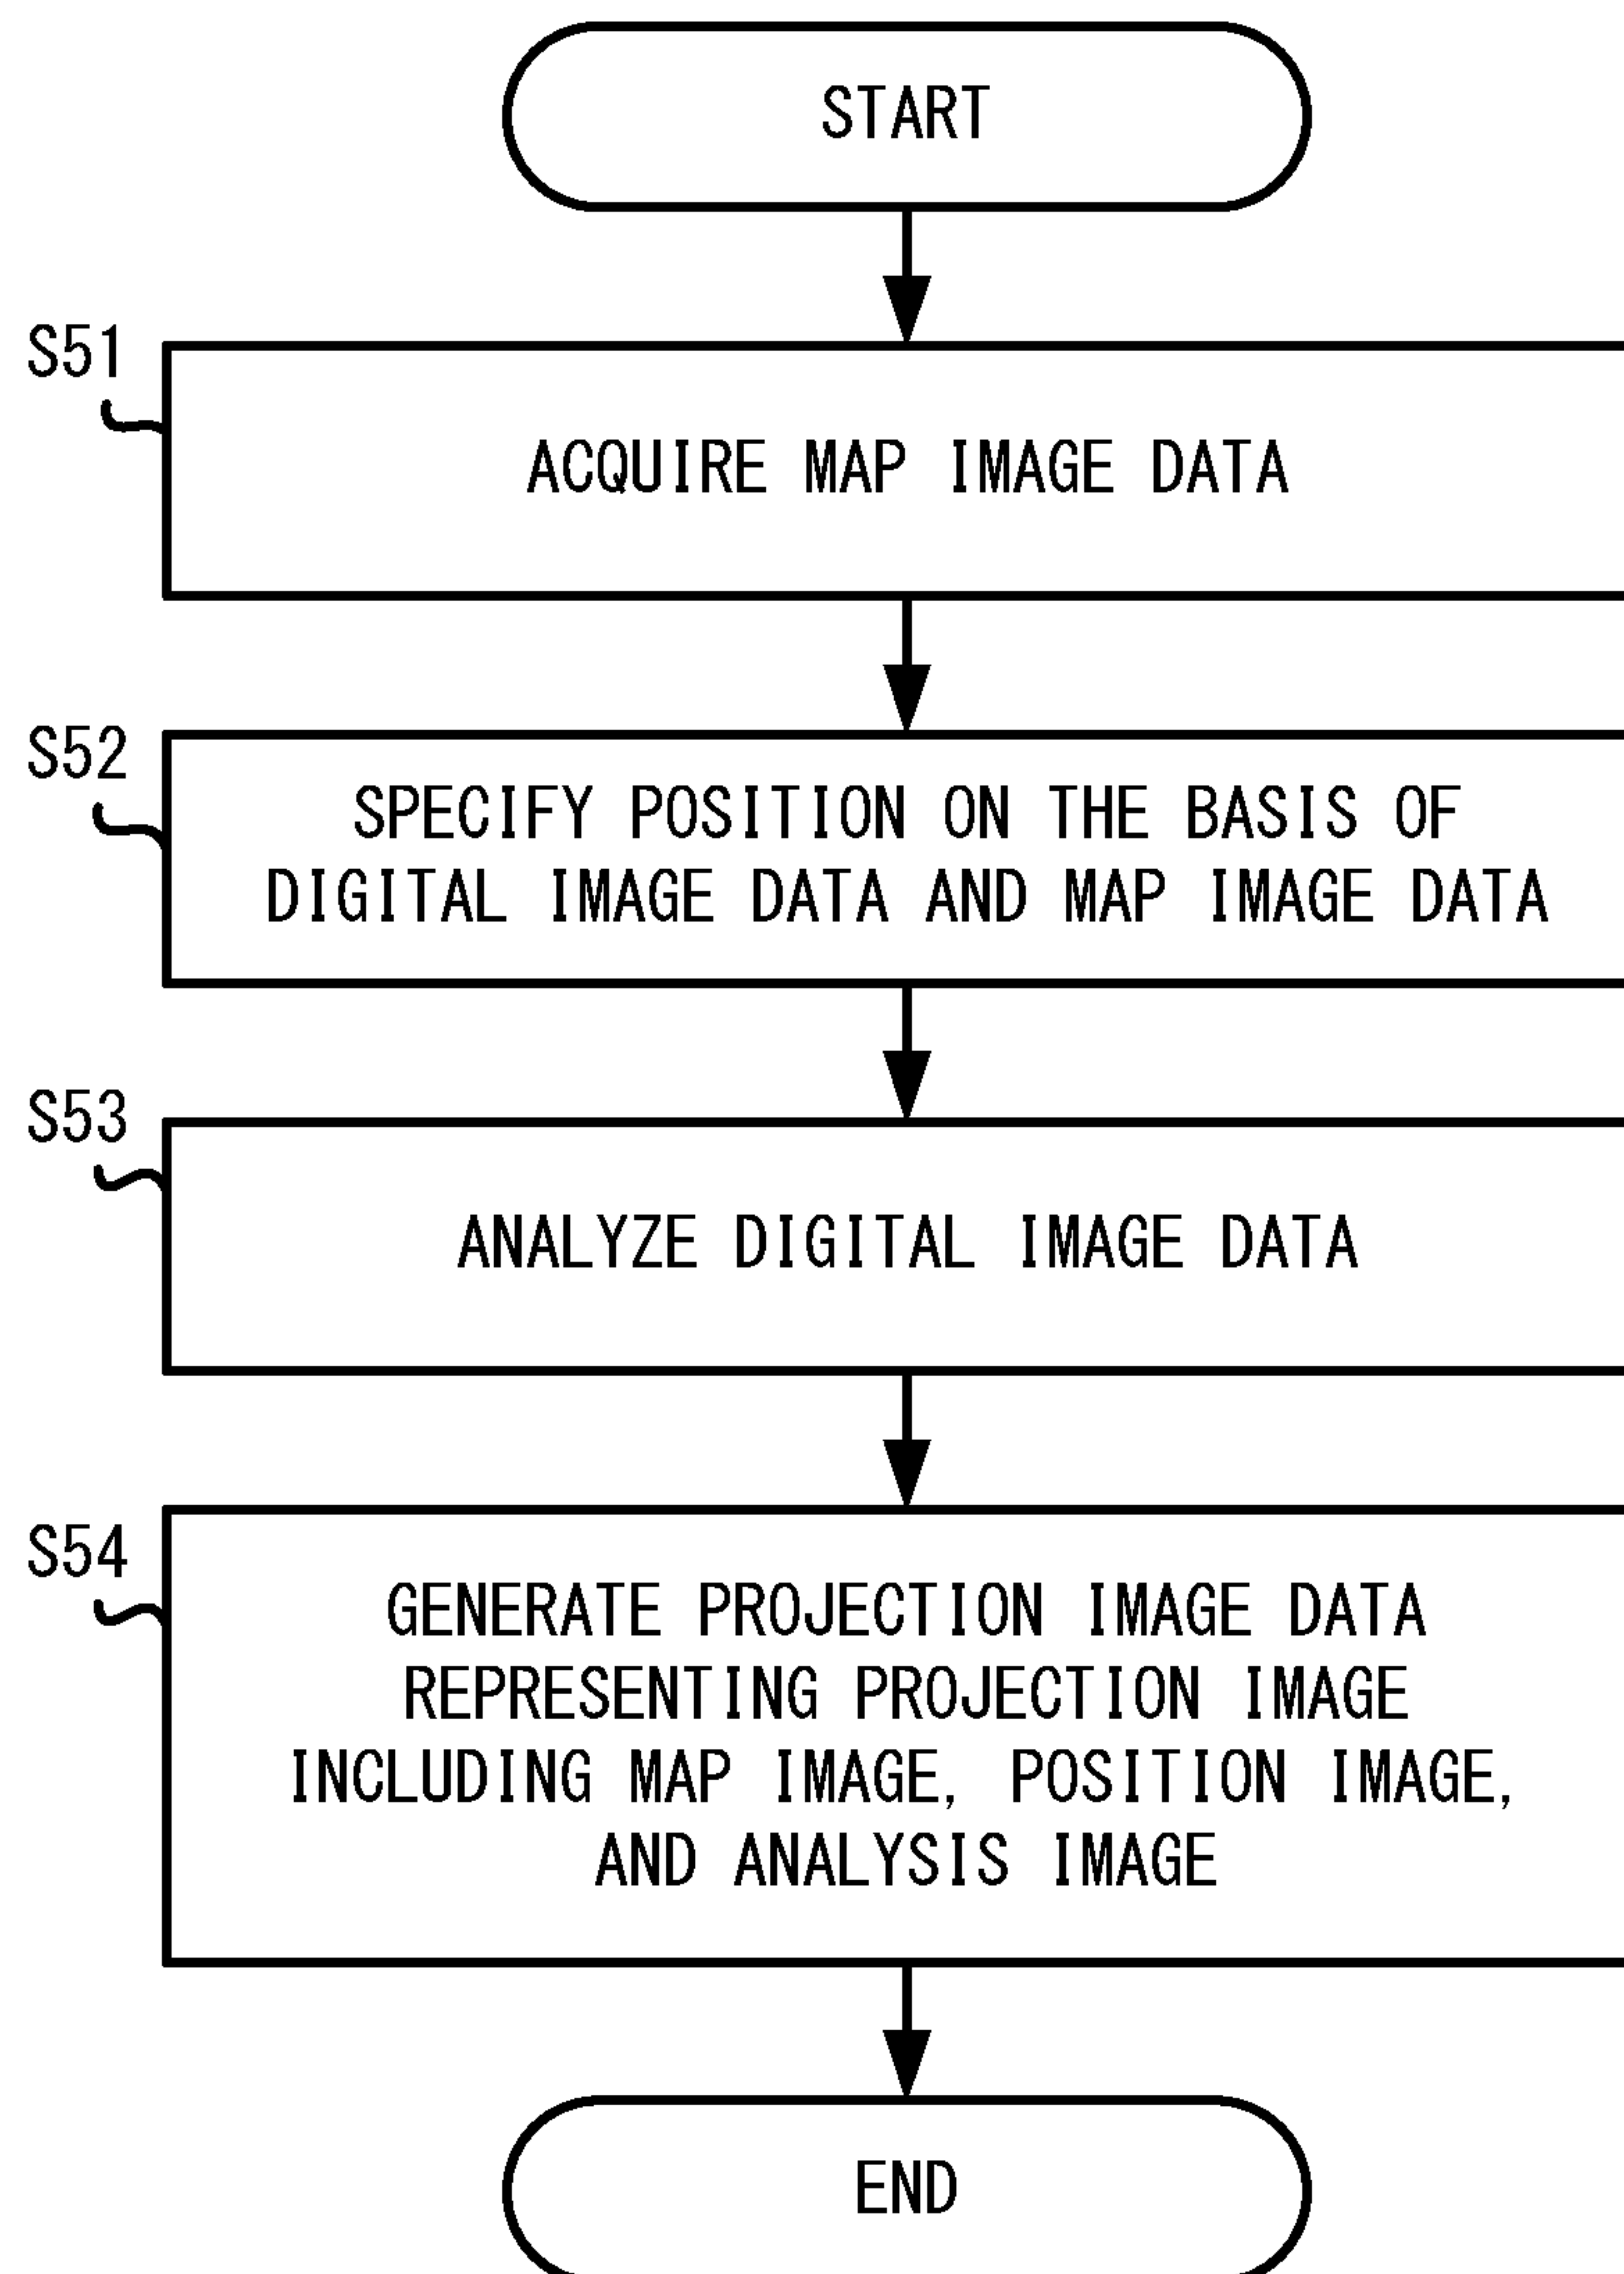 START
S51
ACQUIRE MAP IMAGE DATA
S52
SPECIFY POSITION ON THE BASIS OF
DIGITAL IMAGE DATA AND MAP IMAGE DATA
S53
ANALYZE DIGITAL IMAGE DATA
S54
GENERATE PROJECTION IMAGE DATA
REPRESENTING PROJECTION IMAGE
INCLUDING MAP IMAGE, POSITION IMAGE,
AND ANALYSIS IMAGE
END